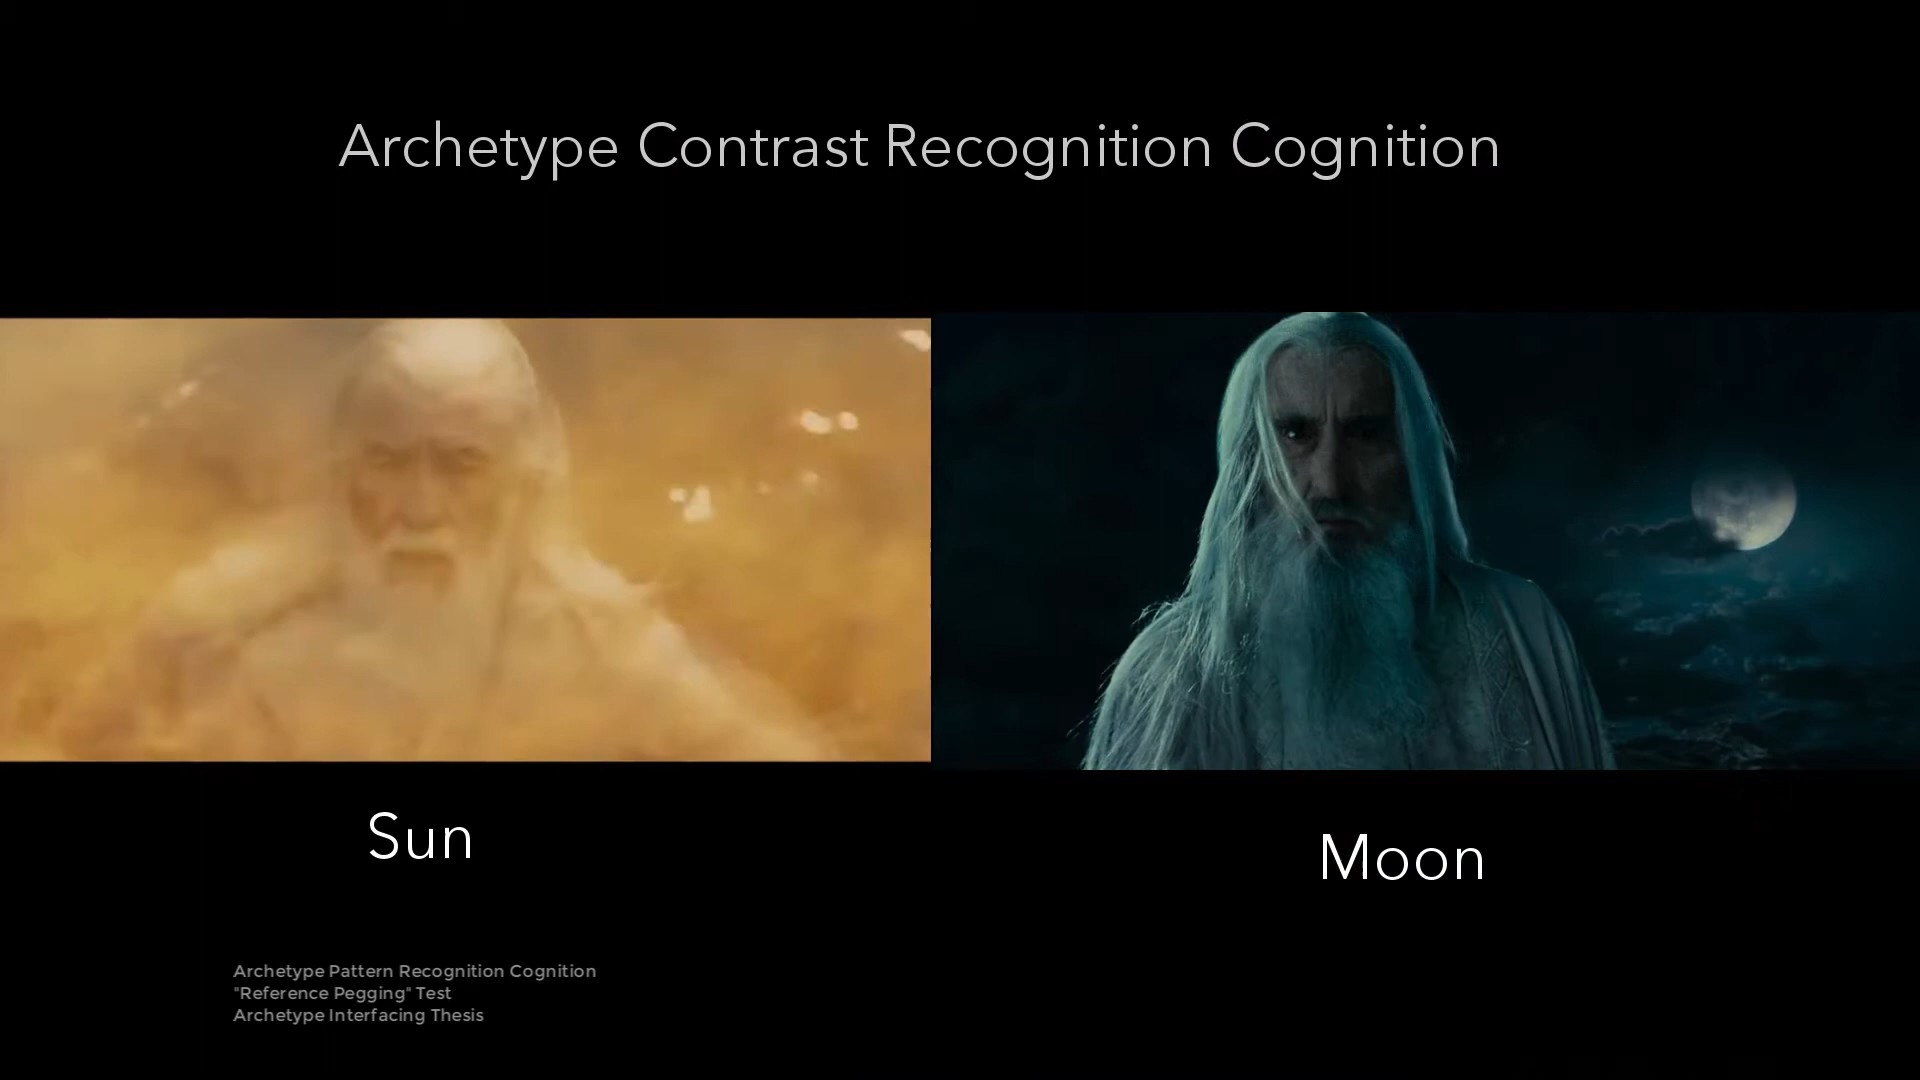 Archetype Contrast Recognition Cognition
Sun
Moon
Archetype Pattern Recognition Cognition
"Reference Pegging" Test
Archetype Interfacing Thesis